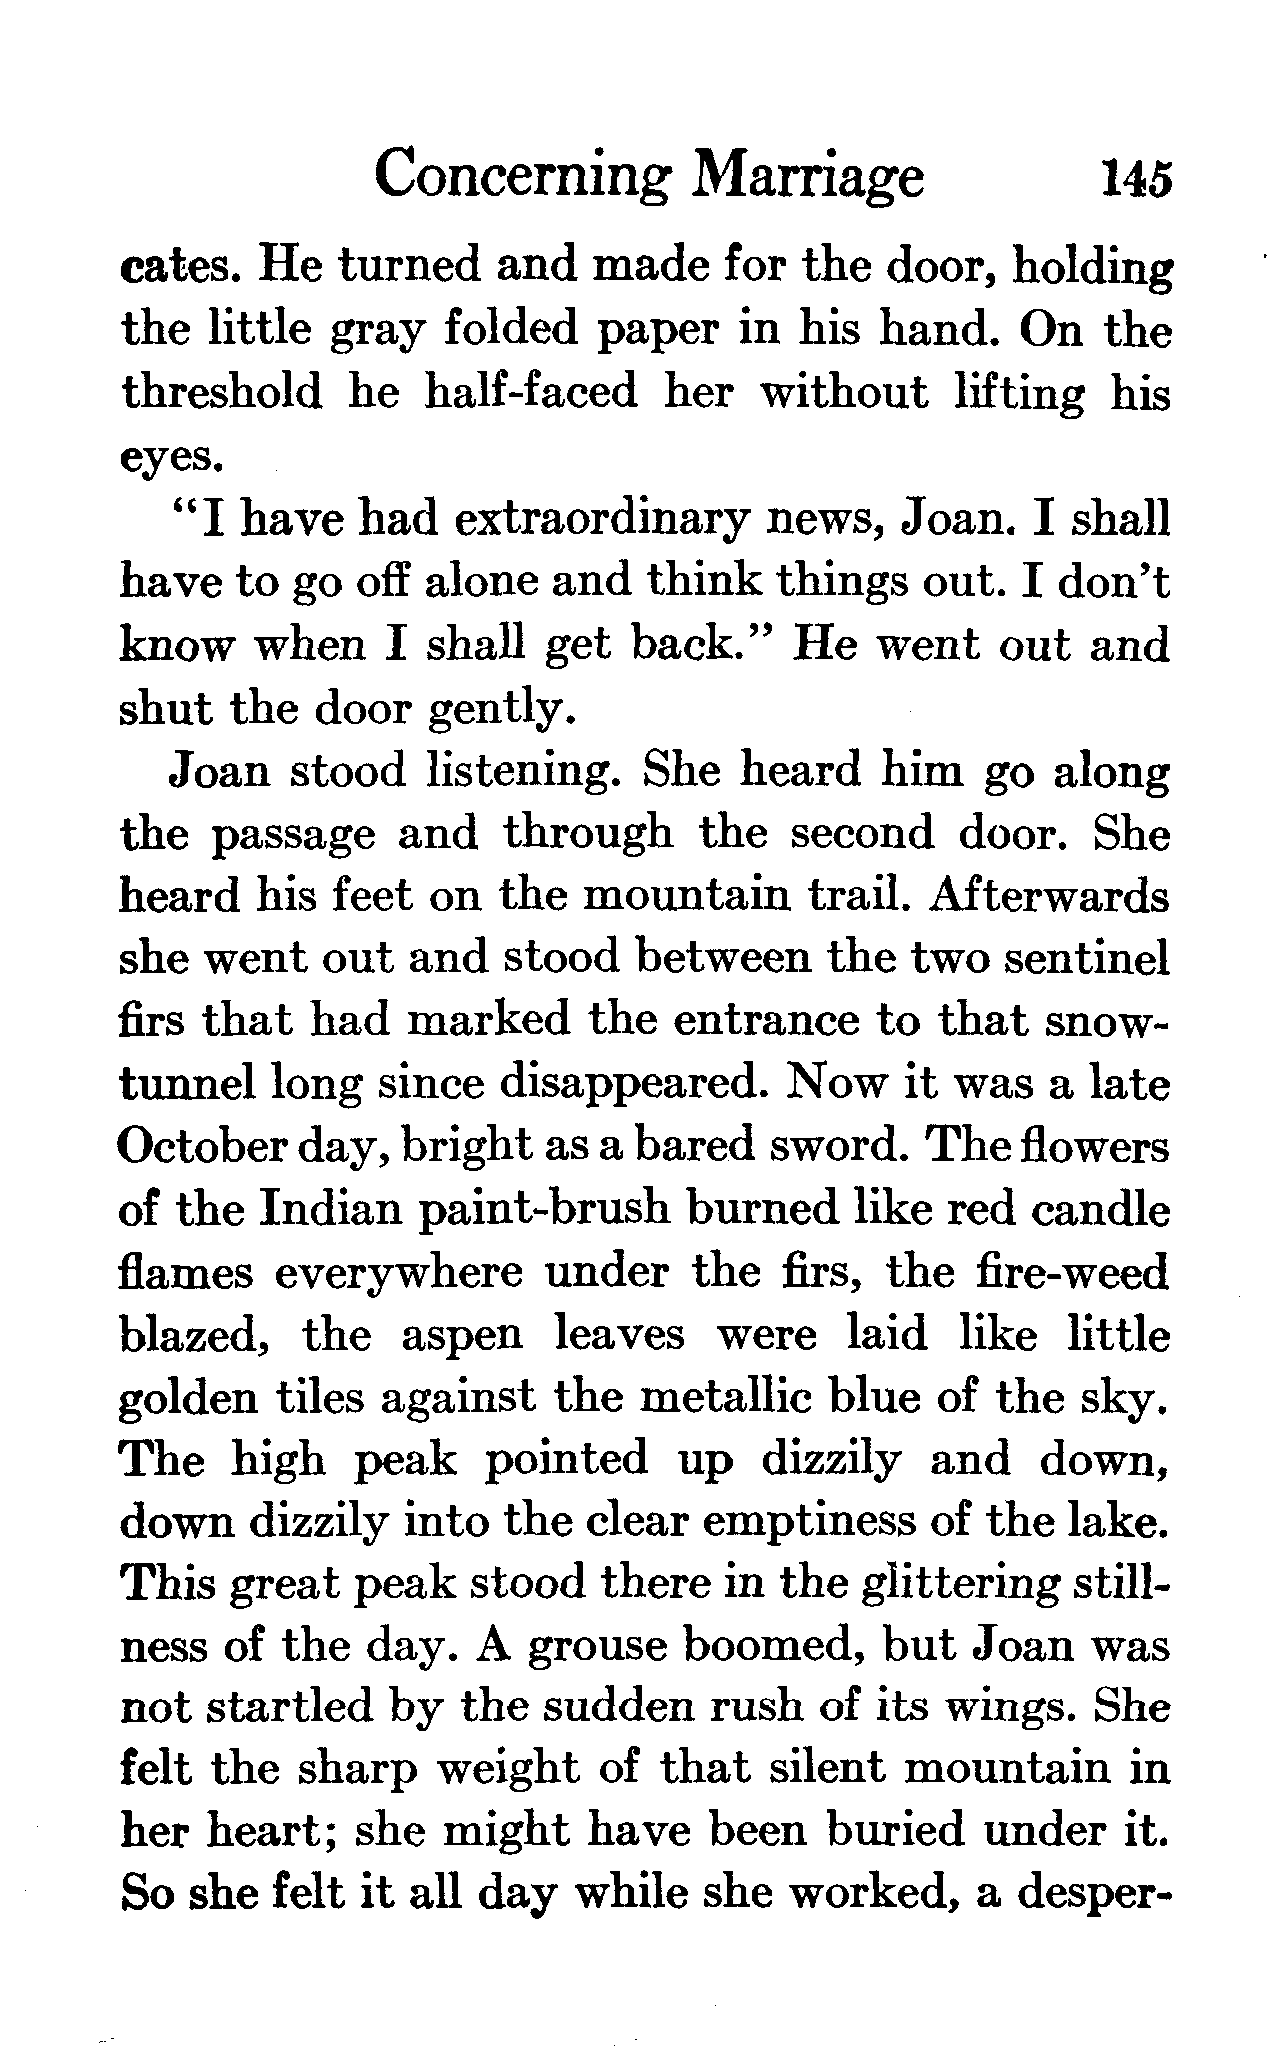 Concerning Marriage 145
cates. He turned and made for the door, holding
the little gray folded paper in his hand. On the
threshold he half-faced her without lifting his
eyes.
“I have had extraordinary news, Joan. I shall
have to go off alone and think things out. I don’t
know when I shall get back.” He went out and
shut the door gently.
Joan stood listening. She heard him go along
the passage and through the second door. She
heard his feet on the mountain trail. Afterwards
she went out and stood between the two sentinel
firs that had marked the entrance to that snow-
tunnel long since disappeared. Now it was a late
October day, bright as a bared sword. The flowers
of the Indian paint-brush burned like red candle
flames everywhere under the firs, the fire-weed
blazed, the aspen leaves were laid like little
golden tiles against the metallic blue of the sky.
The high peak pointed up dizzily and down,
down dizzily into the clear emptiness of the lake.
This great peak stood there in the glittering still-
ness of the day. A grouse boomed, but Joan was
not startled by the sudden rush of its wings. She
felt the sharp weight of that silent mountain in
her heart; she might have been buried under it.
So she felt it all day while she worked, a desper-